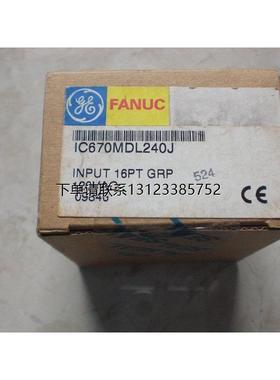 GE FANUC
IC670MDL240J
INPUT 16PT GRP
524
下单请联系13123385752
09846
CE